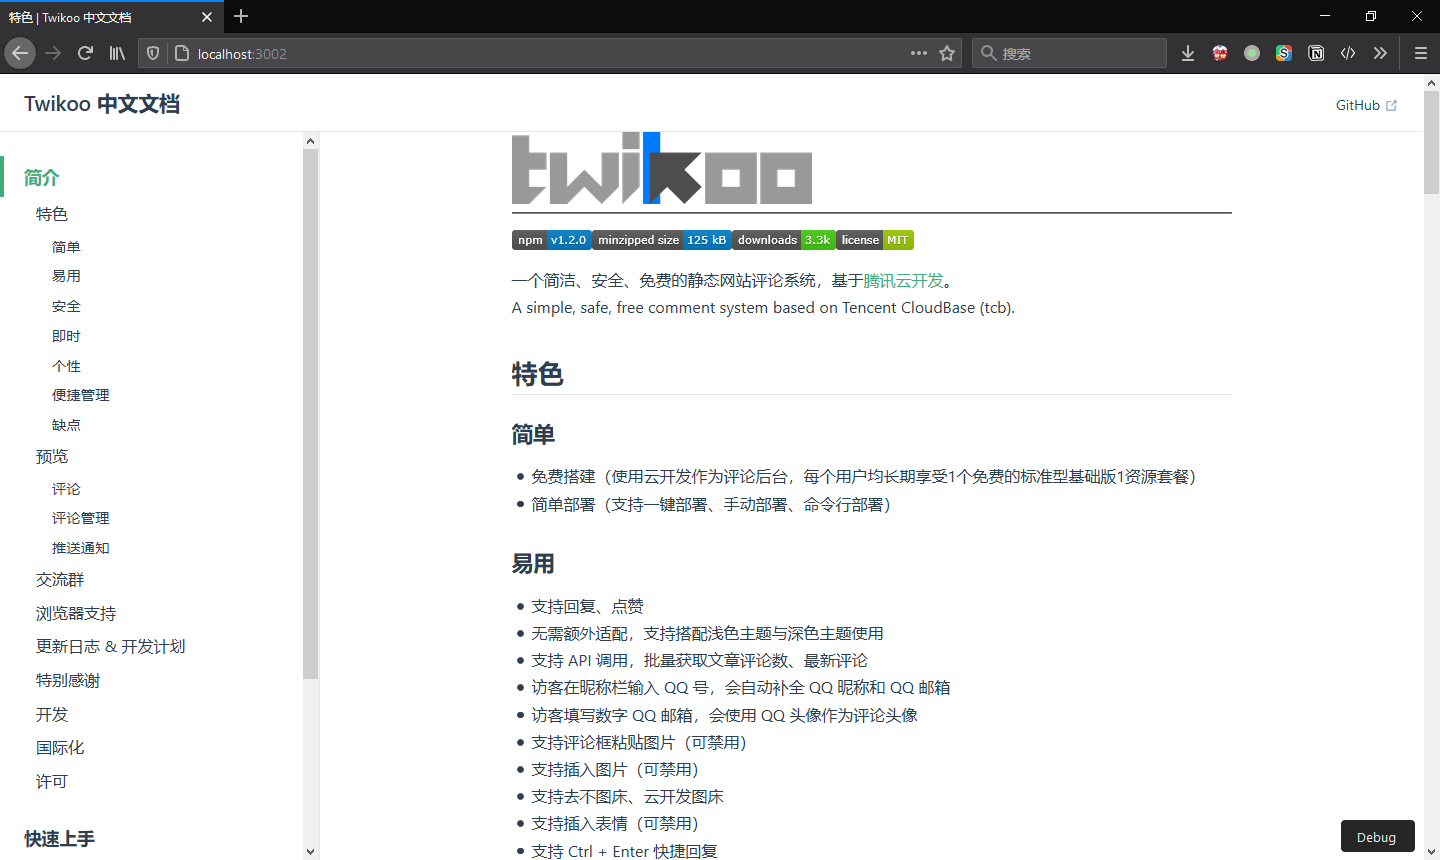 特色 | Twikoo 中文文档
localhost:3002
搜索
Twikoo 中文文档
GitHub
简介
特色
简单
易用
安全
即时
个性
便捷管理
缺点
预览
评论
评论管理
推送通知
交流群
浏览器支持
更新日志 & 开发计划
特别感谢
开发
国际化
许可
快速上手
twikoo
npm v1.2.0 minzipped size 125 kB downloads 3.3k license MIT
一个简洁、安全、免费的静态网站评论系统，基于腾讯云开发。
A simple, safe, free comment system based on Tencent CloudBase (tcb).
特色
简单
• 免费搭建（使用云开发作为评论后台，每个用户均长期享受1个免费的标准型基础版1资源套餐）
• 简单部署（支持一键部署、手动部署、命令行部署）
易用
• 支持回复、点赞
• 无需额外适配，支持搭配浅色主题与深色主题使用
• 支持 API 调用，批量获取文章评论数、最新评论
• 访客在昵称栏输入 QQ 号，会自动补全 QQ 昵称和 QQ 邮箱
• 访客填写数字 QQ 邮箱，会使用 QQ 头像作为评论头像
• 支持评论框粘贴图片（可禁用）
• 支持插入图片（可禁用）
• 支持去不图床、云开发图床
• 支持插入表情（可禁用）
• 支持 Ctrl + Enter 快捷回复
Debug